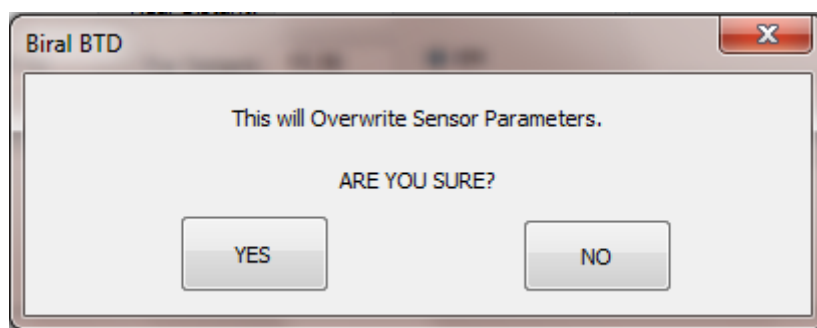 Biral BTD
This will Overwrite Sensor Parameters.
ARE YOU SURE?
YES
NO